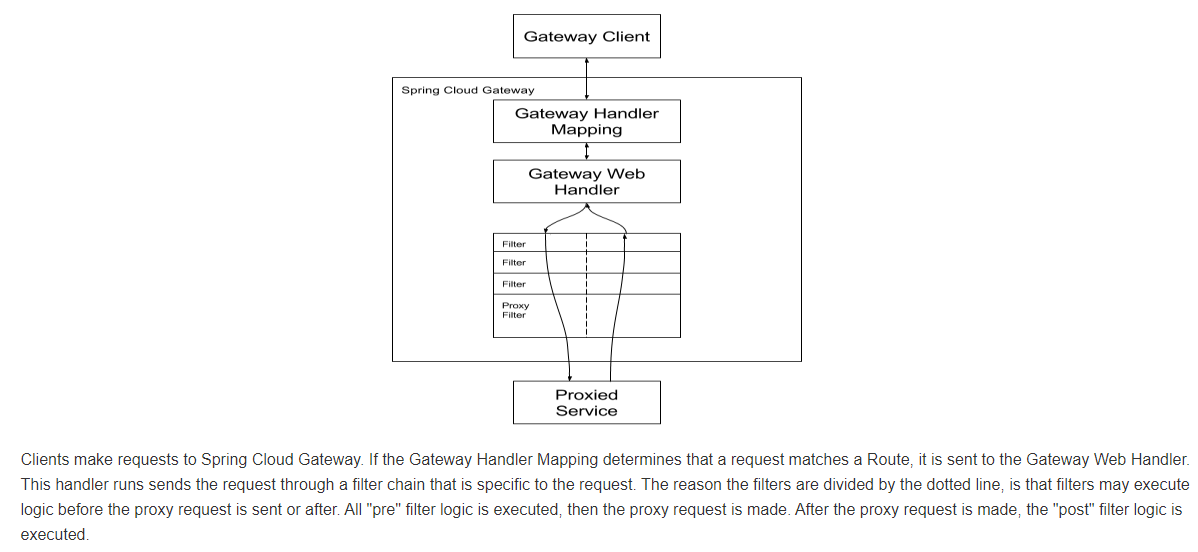 Gateway Client
Spring Cloud Gateway
Gateway Handler
Mapping
Gateway Web
Handler
Filter
Filter
Filter
Proxy
Filter
Proxied
Service
Clients make requests to Spring Cloud Gateway. If the Gateway Handler Mapping determines that a request matches a Route, it is sent to the Gateway Web Handler.
This handler runs sends the request through a filter chain that is specific to the request. The reason the filters are divided by the dotted line, is that filters may execute
logic before the proxy request is sent or after. All "pre" filter logic is executed, then the proxy request is made. After the proxy request is made, the "post" filter logic is
executed.